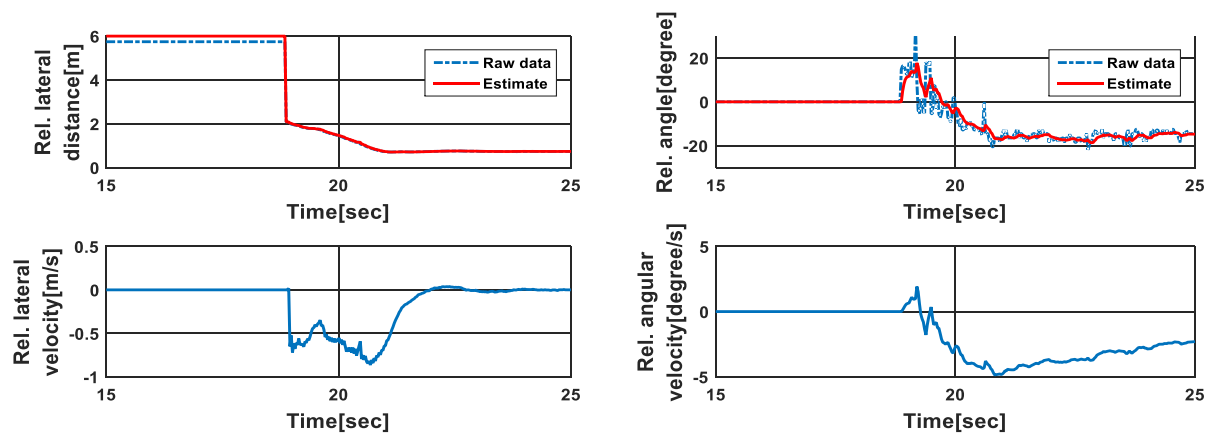 Rel. lateral
distance[m]
6
4
2
0
Raw data
Estimate
15
20
25
Time[sec]
Rel. angle[degree]
20
0
-20
Raw data
Estimate
15
20
25
Time[sec]
Rel. lateral
velocity[m/s]
0.5
0
-0.5
-1
15
20
25
Time[sec]
Rel. angular
velocity[degree/s]
5
0
-5
15
20
25
Time[sec]